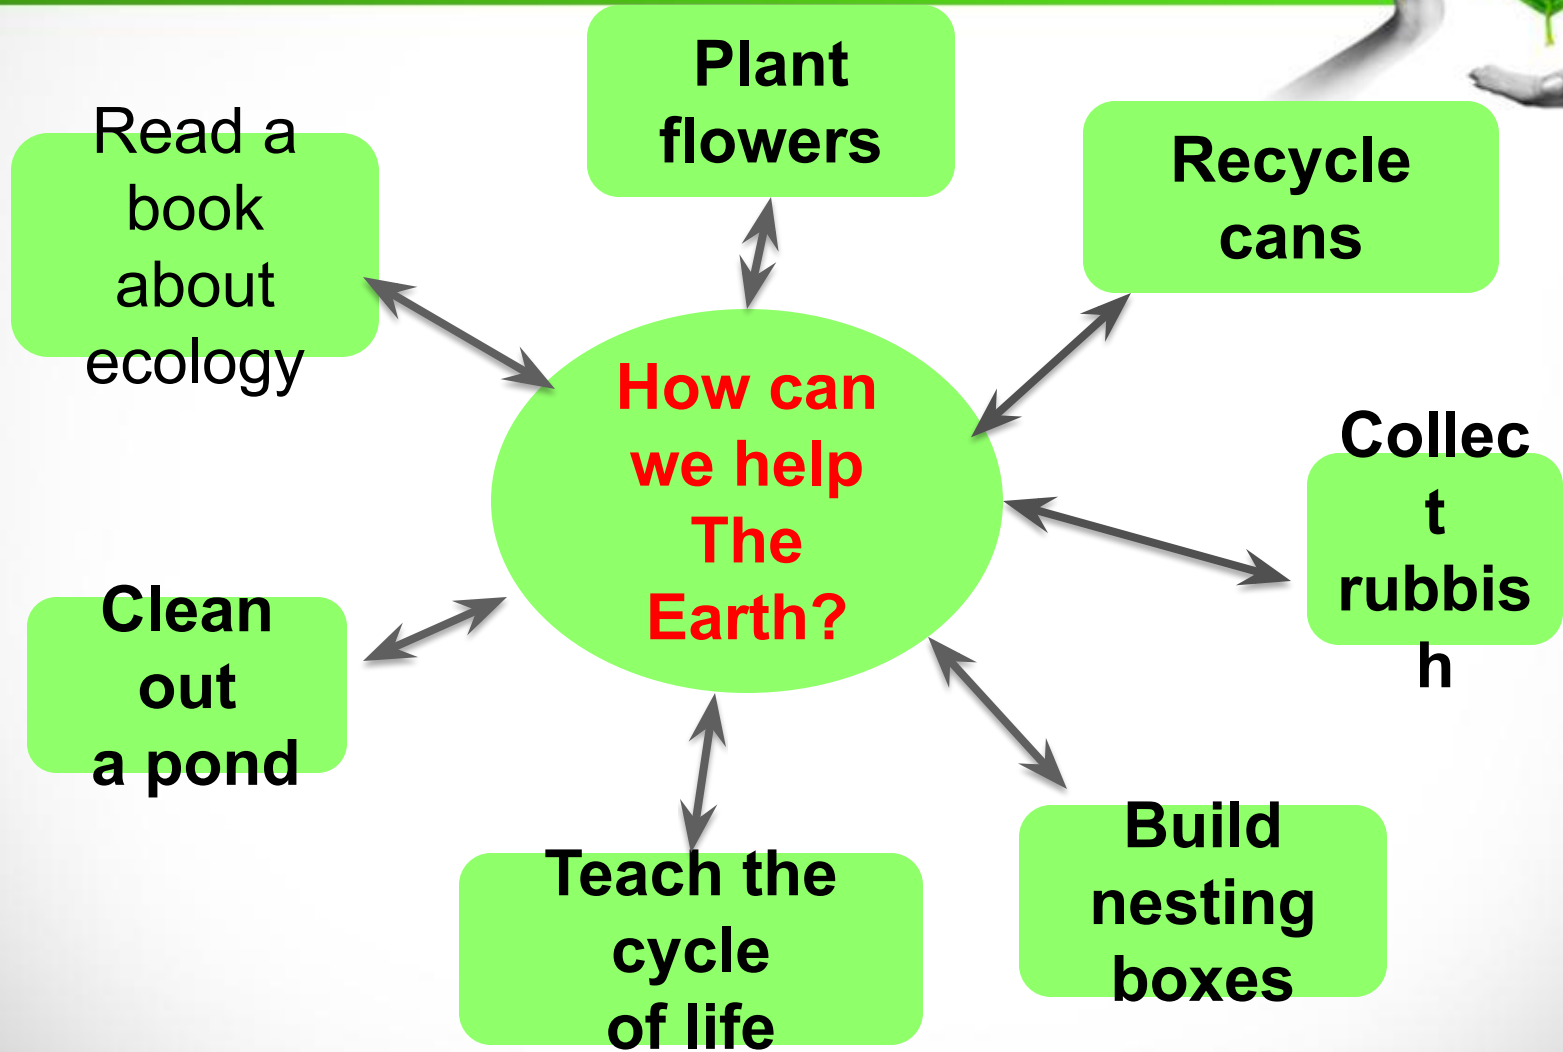 Plant
flowers
Read a
book
about
ecology
Recycle
cans
How can
we help
The
Earth?
Collec
t
rubbis
h
Clean
out
a pond
Teach the
cycle
of life
Build
nesting
boxes